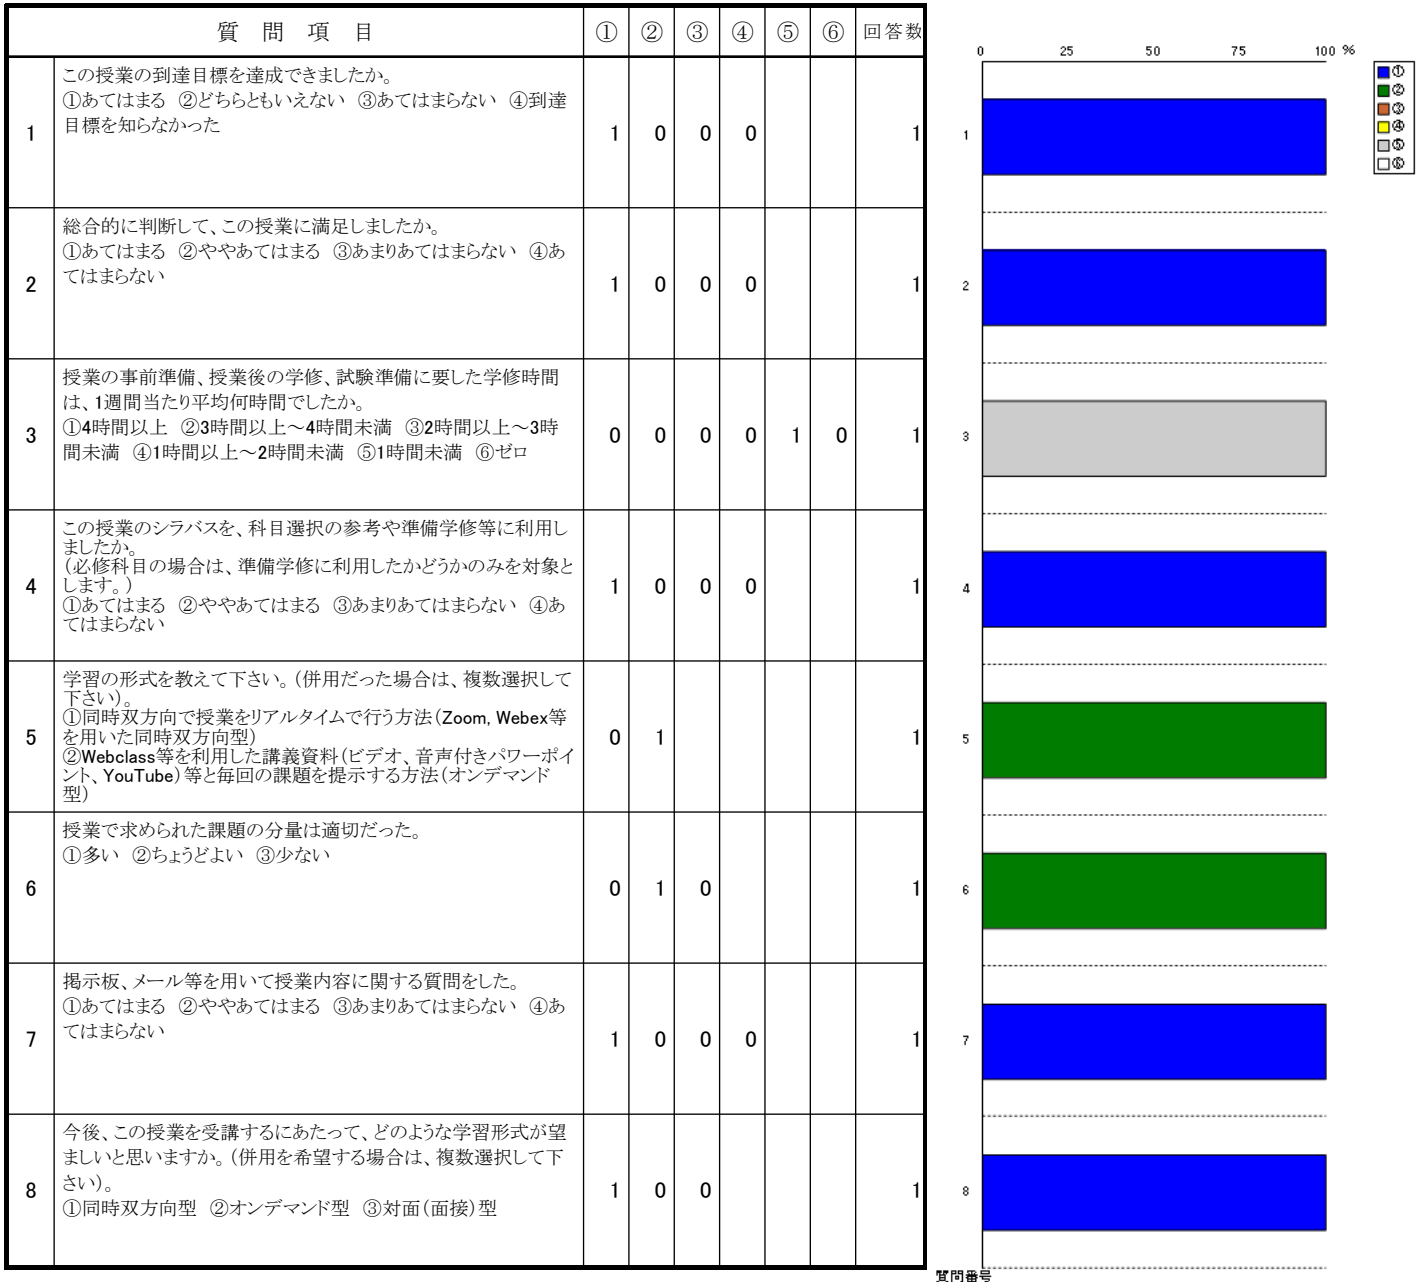 質 問 項 目 ① ② ③ ④ ⑤ ⑥ 回答数
1 この授業の到達目標を達成できましたか。
①あてはまる ②どちらともいえない ③あてはまらない ④到達
目標を知らなかった
1 0 0 0 1
2 総合的に判断して、この授業に満足しましたか。
①あてはまる ②ややあてはまる ③あまりあてはまらない ④あ
てはまらない
1 0 0 0 1
3 授業の事前準備、授業後の学修、試験準備に要した学修時間
は、1週間当たり平均何時間でしたか。
①4時間以上 ②3時間以上～4時間未満 ③2時間以上～3時
間未満 ④1時間以上～2時間未満 ⑤1時間未満 ⑥ゼロ
0 0 0 0 1 0 1
4 この授業のシラバスを、科目選択の参考や準備学修等に利用し
ましたか。
(必修科目の場合は、準備学修に利用したかどうかのみを対象と
します。)
①あてはまる ②ややあてはまる ③あまりあてはまらない ④あ
てはまらない
1 0 0 0 1
5 学習の形式を教えて下さい。(併用だった場合は、複数選択して
下さい)。
①同時双方向で授業をリアルタイムで行う方法(Zoom, Webex等
を用いた同時双方向型)
②Webclass等を利用した講義資料(ビデオ、音声付きパワーポイ
ント、YouTube)等と毎回の課題を提示する方法(オンデマンド
型)
0 1 1
6 授業で求められた課題の分量は適切だった。
①多い ②ちょうどよい ③少ない
0 1 0 1
7 掲示板、メール等を用いて授業内容に関する質問をした。
①あてはまる ②ややあてはまる ③あまりあてはまらない ④あ
てはまらない
1 0 0 0 1
8 今後、この授業を受講するにあたって、どのような学習形式が望
ましいと思いますか。(併用を希望する場合は、複数選択して下
さい)。
①同時双方向型 ②オンデマンド型 ③対面(面接)型
1 0 0 1
0 25 50 75 100 %
①
②
③
④
⑤
⑥
1
2
3
4
5
6
7
8
質問番号